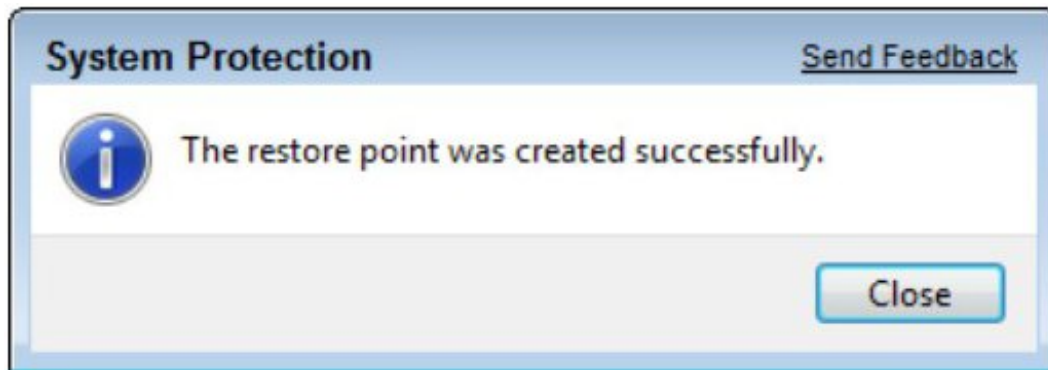 System Protection Send Feedback
The restore point was created successfully.
Close